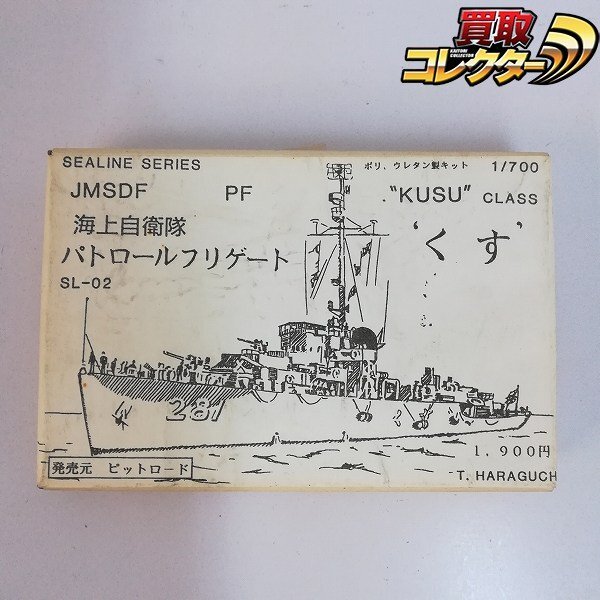 買取
KAITORI COLLECTOR
コレクター
SEALINE SERIES
ポリ、ウレタン製キット 1/700
JMSDF PF "KUSU" CLASS
海上自衛隊 'くす'
パトロールフリゲート
SL-02
281
1,900円
発売元 ピットロード
T. HARAGUCH